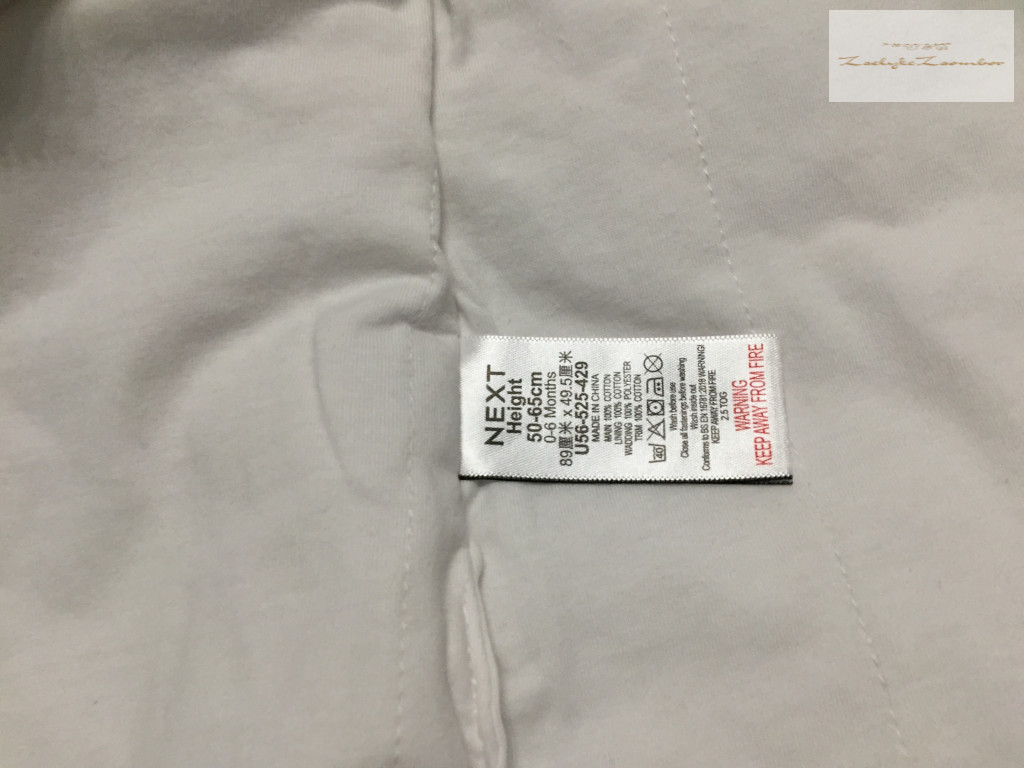 NEXT
Height
50-65cm
0-6 Months
89厘米 x 49.5厘米
U56-525-429
MADE IN CHINA
MAIN 100% COTTON
LINING 100% COTTON
WADDING 100% POLYESTER
TRIM 100% COTTON
40
Wash before use
Close all fastenings before washing
Wash inside out
Conforms to BS EN 16781:2018 WARNING!
KEEP AWAY FROM FIRE
2.5 TOG
WARNING
KEEP AWAY FROM FIRE